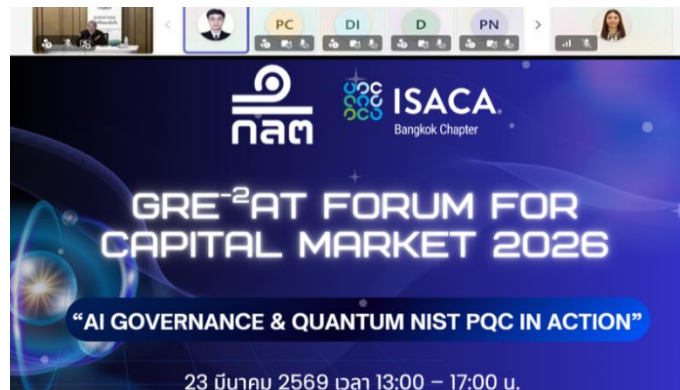 PC
DI
D
PN
กลต
ISACA.
Bangkok Chapter
GRE-²AT FORUM FOR
CAPITAL MARKET 2026
“AI GOVERNANCE & QUANTUM NIST PQC IN ACTION”
23 มีนาคม 2569 เวลา 13:00 – 17:00 น.